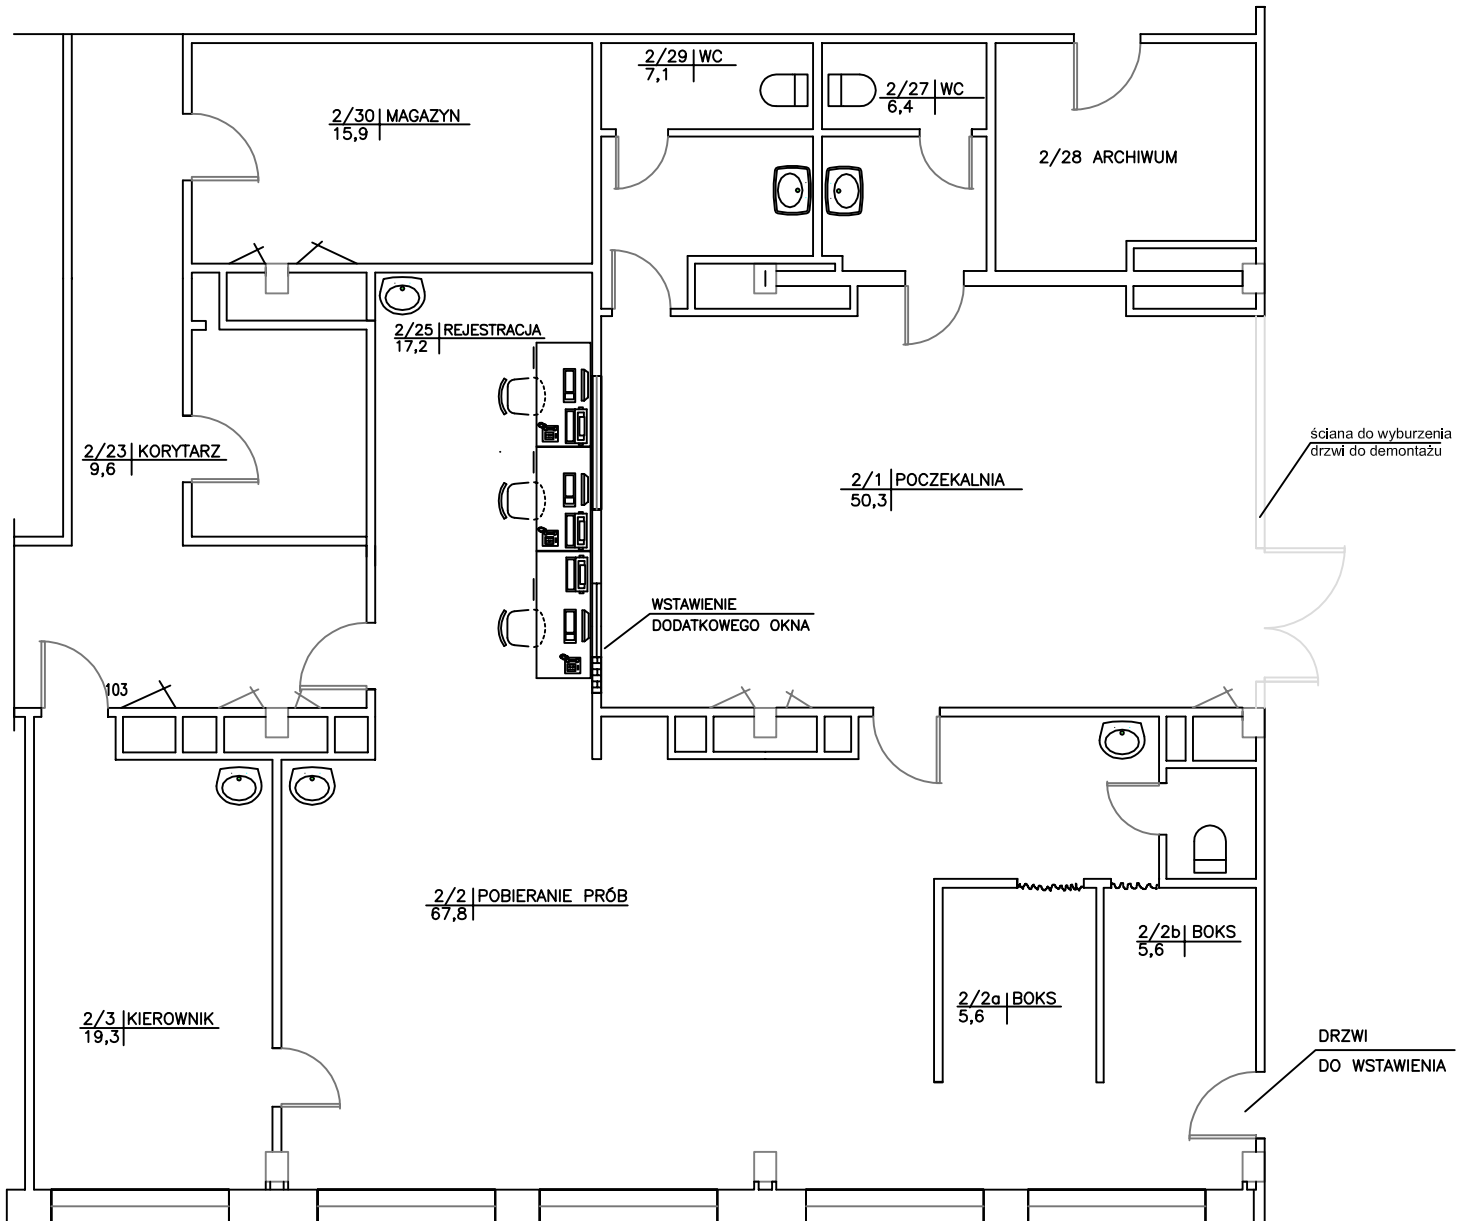 2/29 WC
7,1
2/27 WC
6,4
2/30 MAGAZYN
15,9
2/28 ARCHIWUM
2/25 REJESTRACJA
17,2
2/23 KORYTARZ
9,6
2/1 POCZEKALNIA
50,3
ściana do wyburzenia
drzwi do demontażu
WSTAWIENIE
DODATKOWEGO OKNA
103
2/2 POBIERANIE PRÓB
67,8
2/2b BOKS
5,6
2/2a BOKS
5,6
2/3 KIEROWNIK
19,3
DRZWI
DO WSTAWIENIA